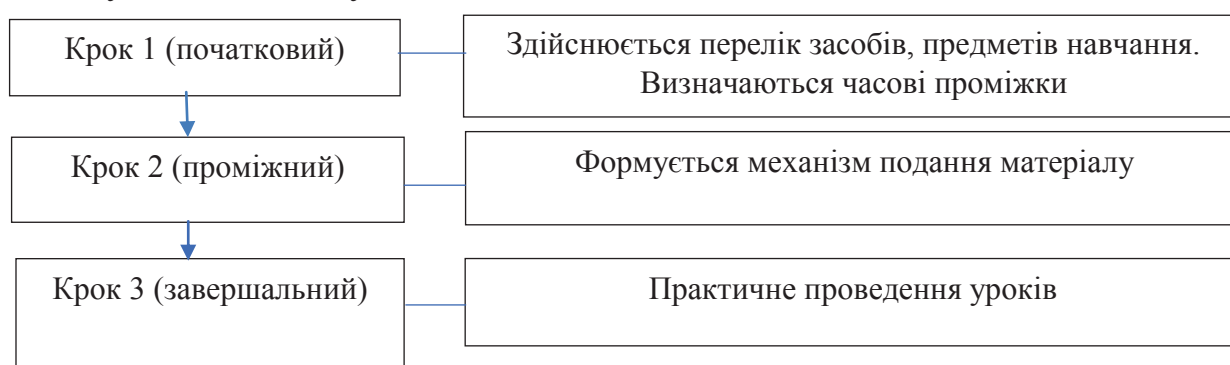 Крок 1 (початковий)
Здійснюється перелік засобів, предметів навчання.
Визначаються часові проміжки
Крок 2 (проміжний)
Формується механізм подання матеріалу
Крок 3 (завершальний)
Практичне проведення уроків